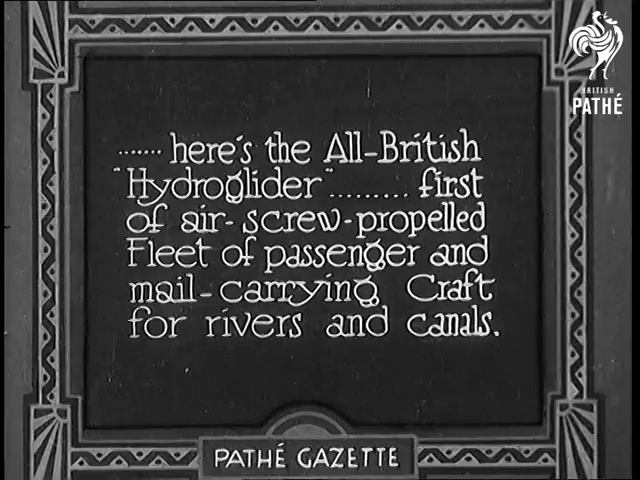 BRITISH
PATHÉ
....... here's the All-British
"Hydroglider" ......... first
of air-screw-propelled
Fleet of passenger and
mail-carrying Craft
for rivers and canals.
PATHÉ GAZETTE